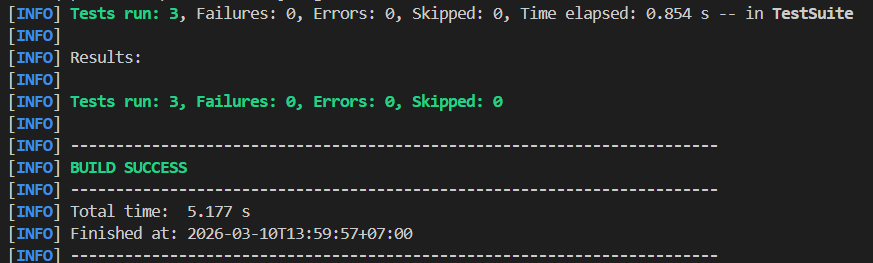 [INFO] Tests run: 3, Failures: 0, Errors: 0, Skipped: 0, Time elapsed: 0.854 s -- in TestSuite
[INFO]
[INFO] Results:
[INFO]
[INFO] Tests run: 3, Failures: 0, Errors: 0, Skipped: 0
[INFO]
[INFO] ------------------------------------------------------------------------
[INFO] BUILD SUCCESS
[INFO] ------------------------------------------------------------------------
[INFO] Total time:  5.177 s
[INFO] Finished at: 2026-03-10T13:59:57+07:00
[INFO] ------------------------------------------------------------------------